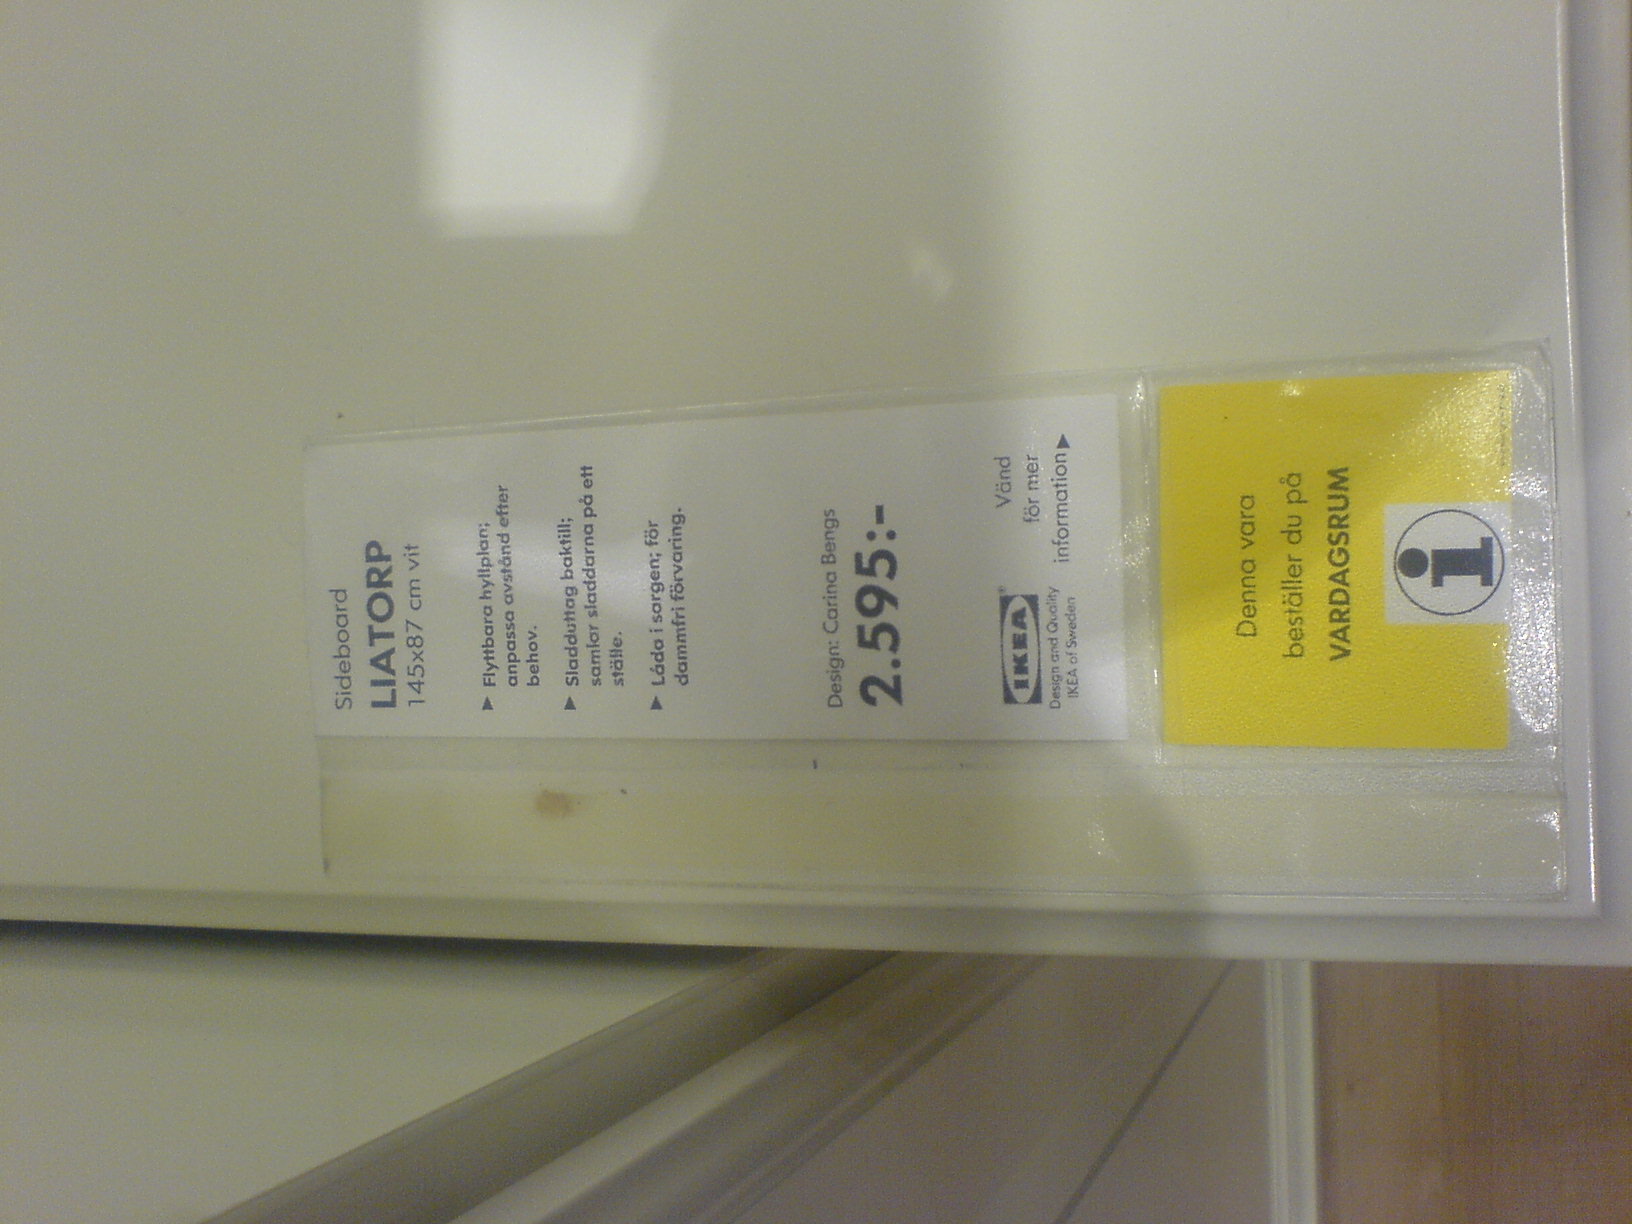 Sideboard
LIATORP
145x87 cm vit
► Flyttbara hyllplan;
anpassa avstånd efter
behov.
► Sladduttag baktill;
samlar sladdarna på ett
ställe.
► Låda i sargen; för
dammfri förvaring.
Design: Carina Bengs
2.595:-
IKEA®
Design and Quality
IKEA of Sweden
Vänd
för mer
information►
Denna vara
beställer du på
VARDAGSRUM
i